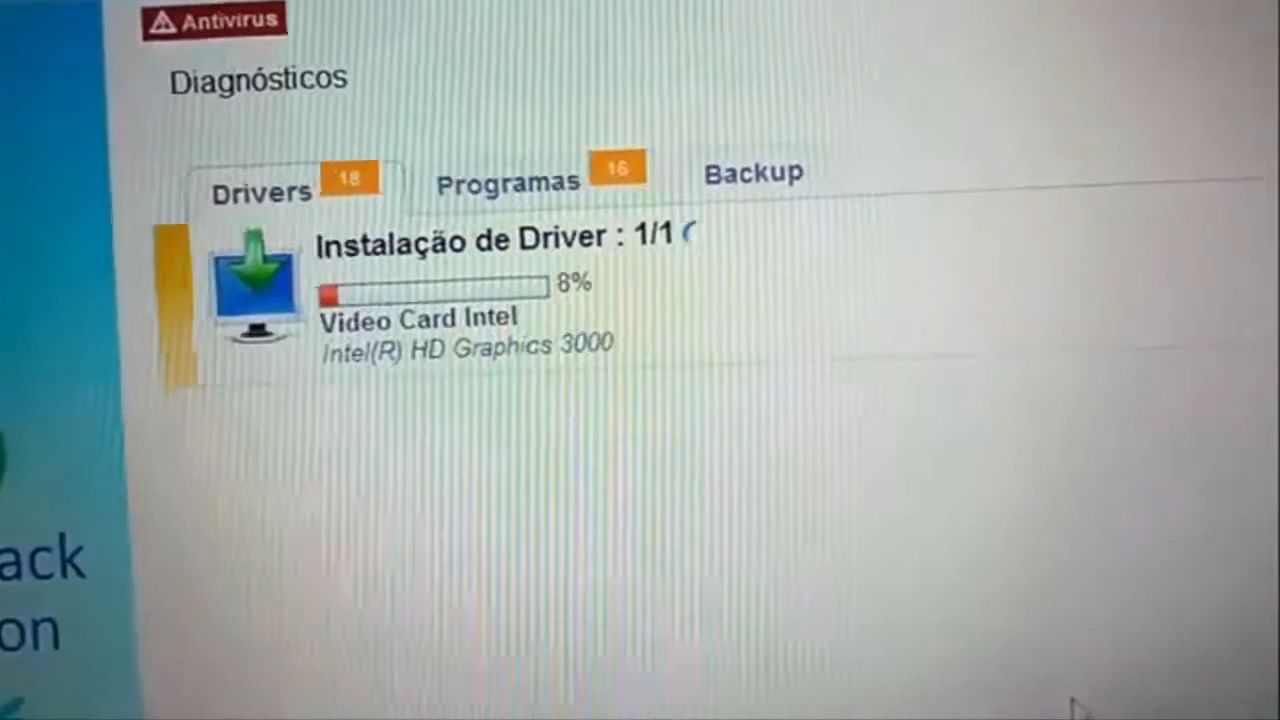 Antivirus
Diagnósticos
Drivers 18 Programas 16 Backup
Instalação de Driver : 1/1
8%
Video Card Intel
Intel(R) HD Graphics 3000
ack
on